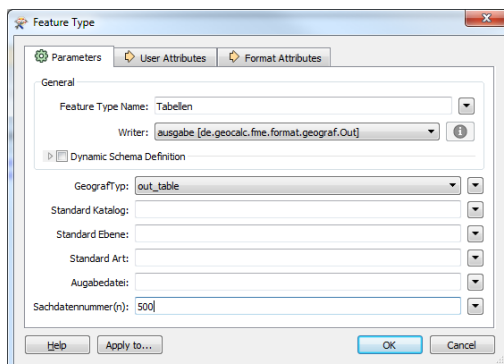 Feature Type
Parameters User Attributes Format Attributes
General
Feature Type Name: Tabellen
Writer: ausgabe [de.geocalc.fme.format.geograf.Out]
Dynamic Schema Definition
GeografTyp: out_table
Standard Katalog:
Standard Ebene:
Standard Art:
Augabedatei:
Sachdatennummer(n): 500
Help Apply to... OK Cancel